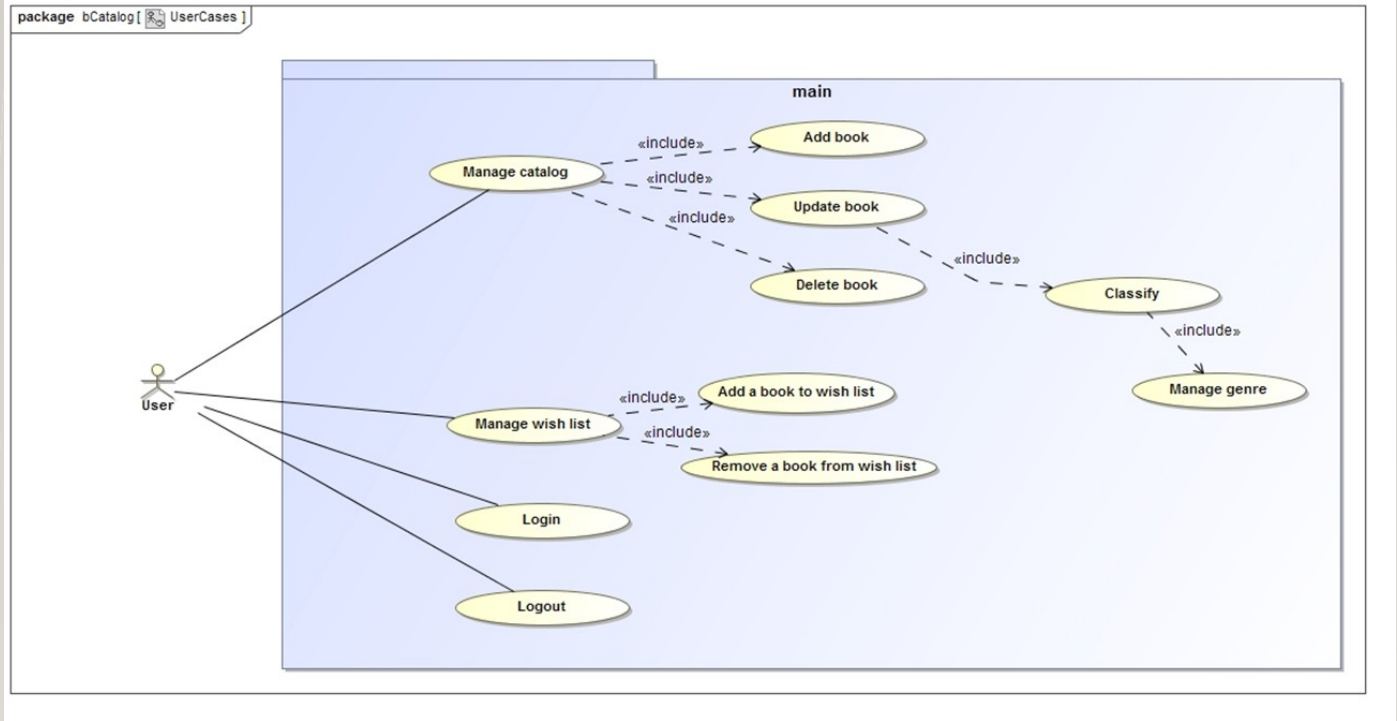 package bCatalog [ UserCases ]
main
Add book
«include»
Manage catalog
«include»
Update book
«include»
«include»
Delete book
Classify
«include»
User
Manage genre
Add a book to wish list
«include»
Manage wish list
«include»
Remove a book from wish list
Login
Logout